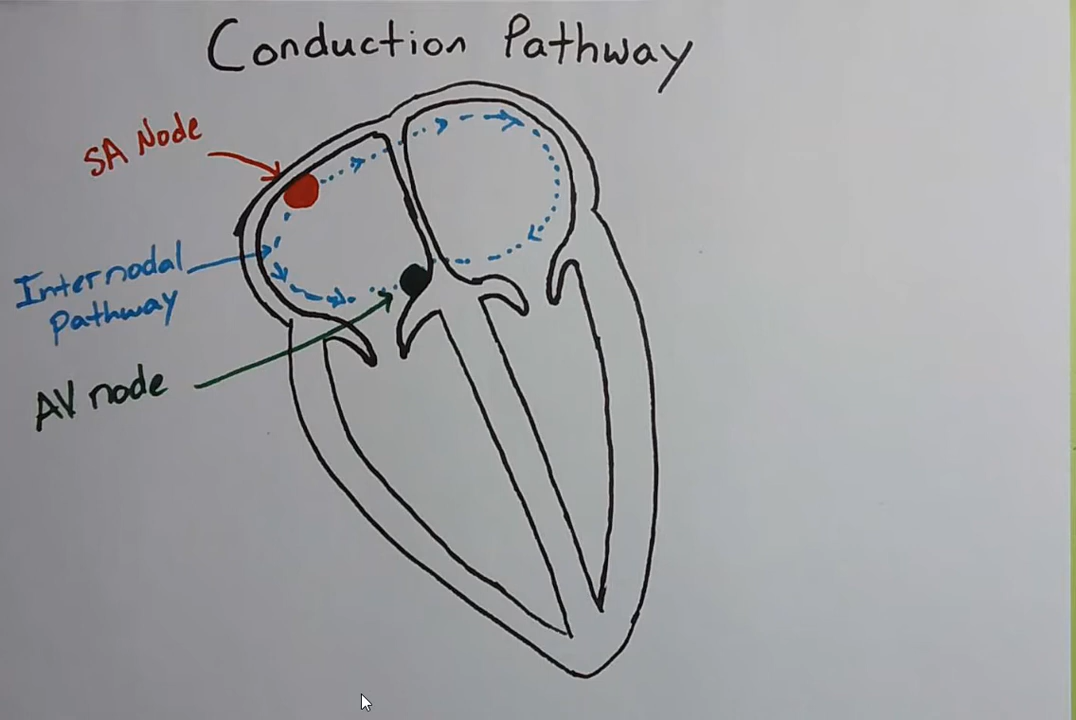 Conduction Pathway
SA Node
Internodal
Pathway
AV node